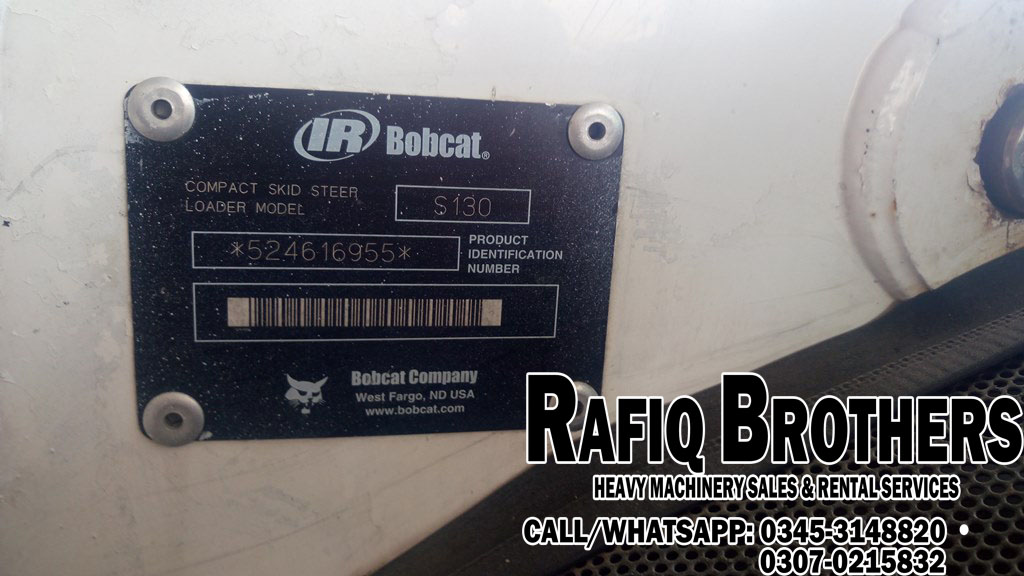 IR Bobcat®
COMPACT SKID STEER
LOADER MODEL
S130
*524616955*
PRODUCT
IDENTIFICATION
NUMBER
Bobcat Company
West Fargo, ND USA
www.bobcat.com
RAFIQ BROTHERS
HEAVY MACHINERY SALES & RENTAL SERVICES
CALL/WHATSAPP: 0345-3148820 •
0307-0215832